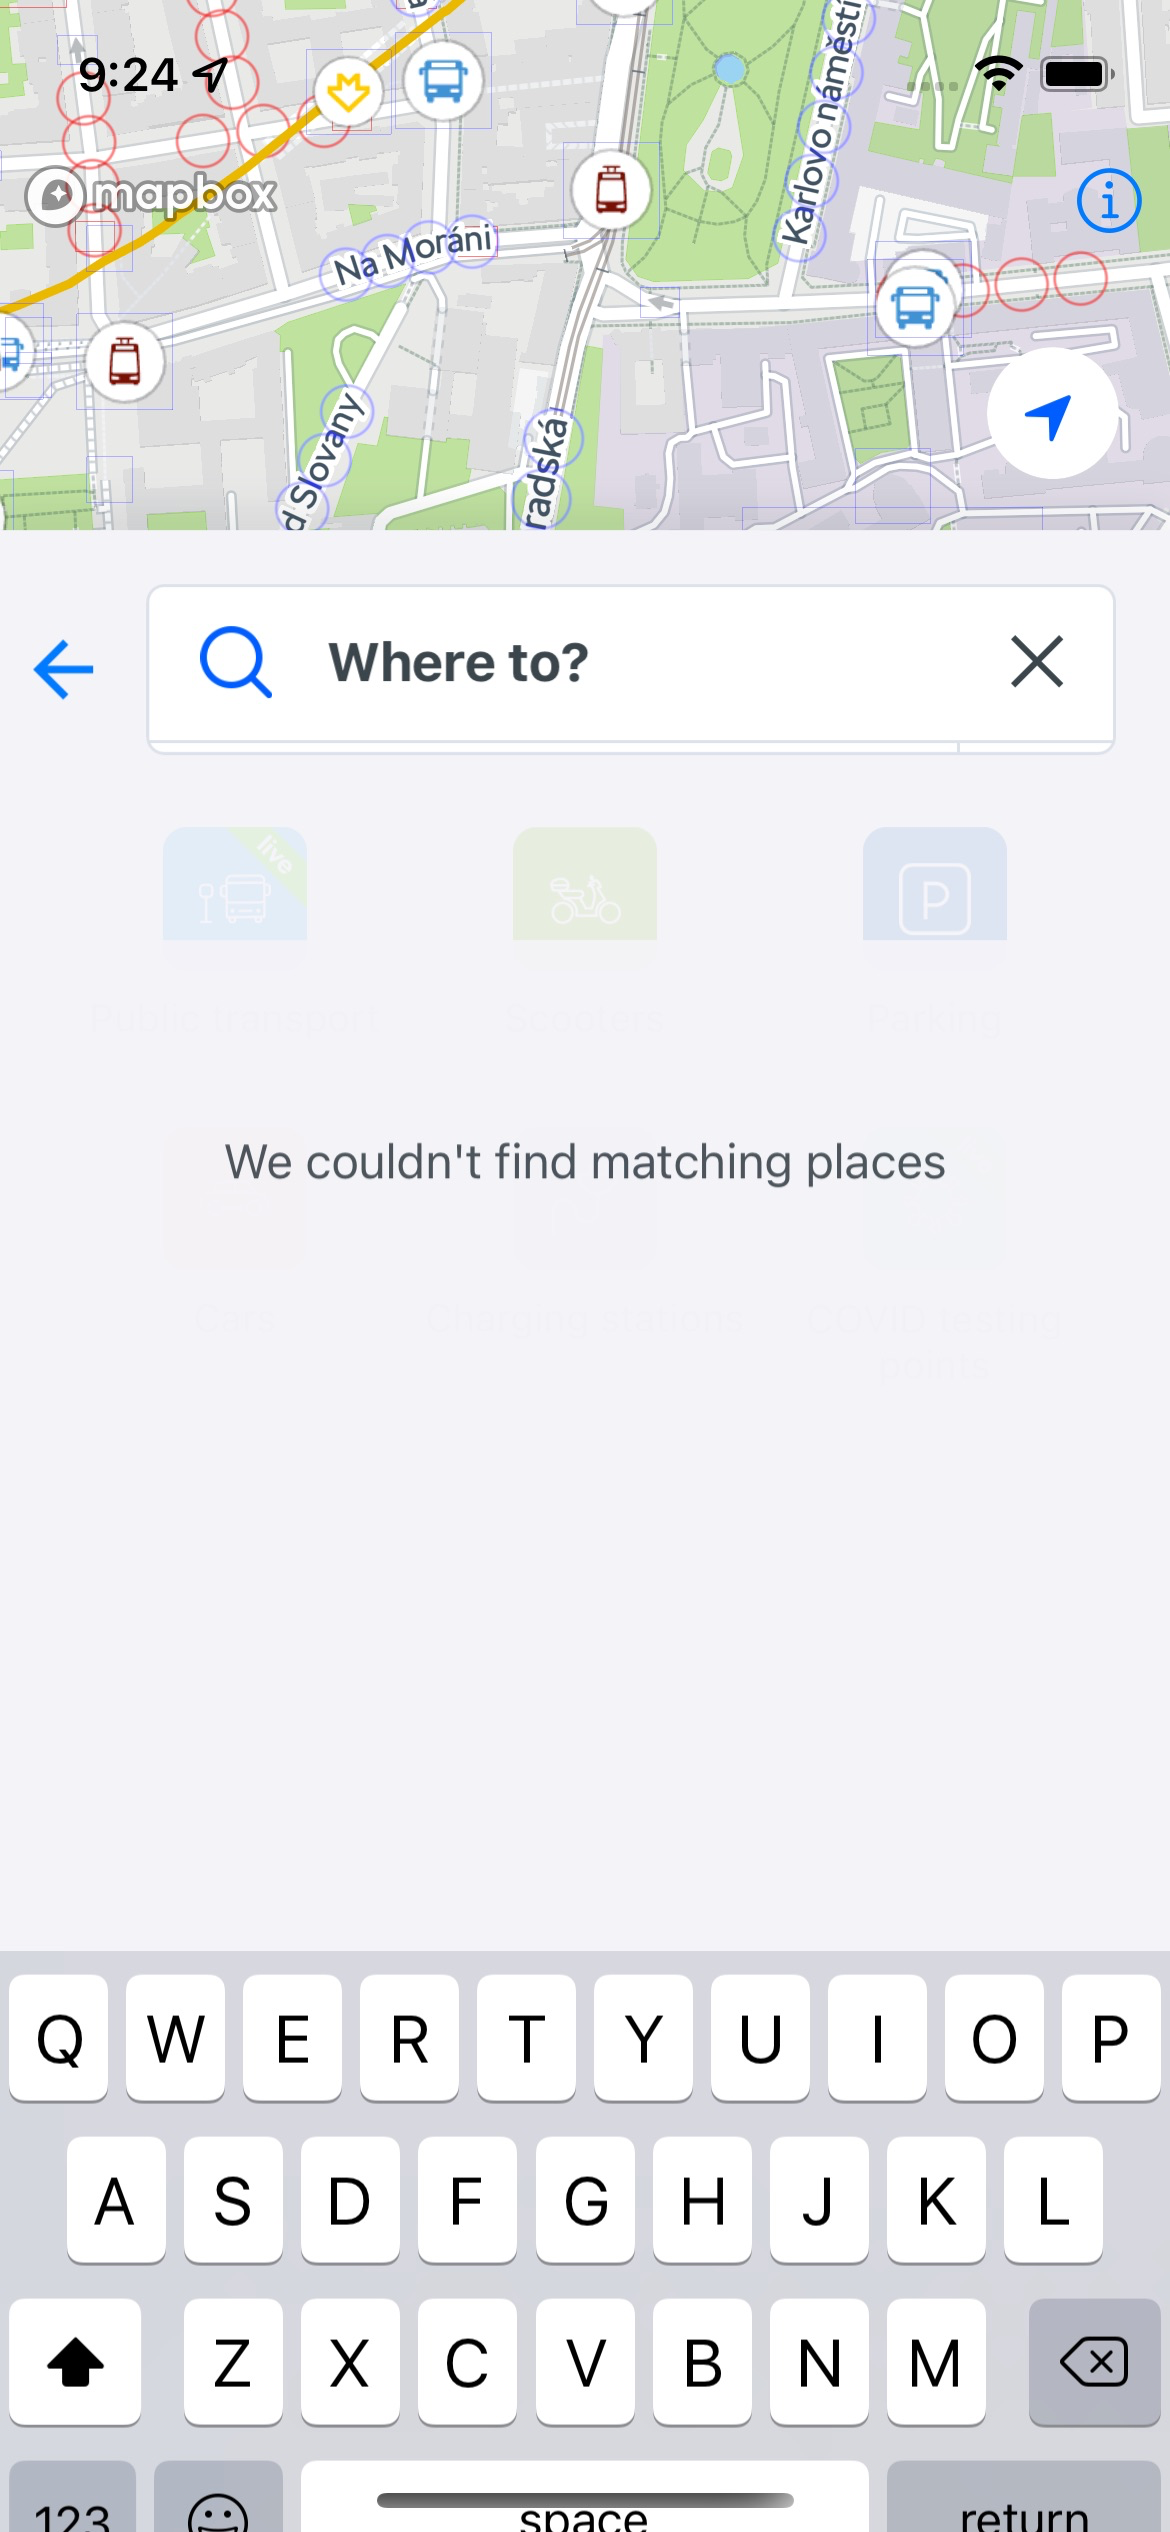 9:24
mapbox
Karlovo náměstí
Na Moráni
d Slovany
radská
Where to?
live
P
Public transport
Scooters
Parking
We couldn't find matching places
Cars
Charging stations
COVID testing
points
Q W E R T Y U I O P
A S D F G H J K L
Z X C V B N M
123
space
return